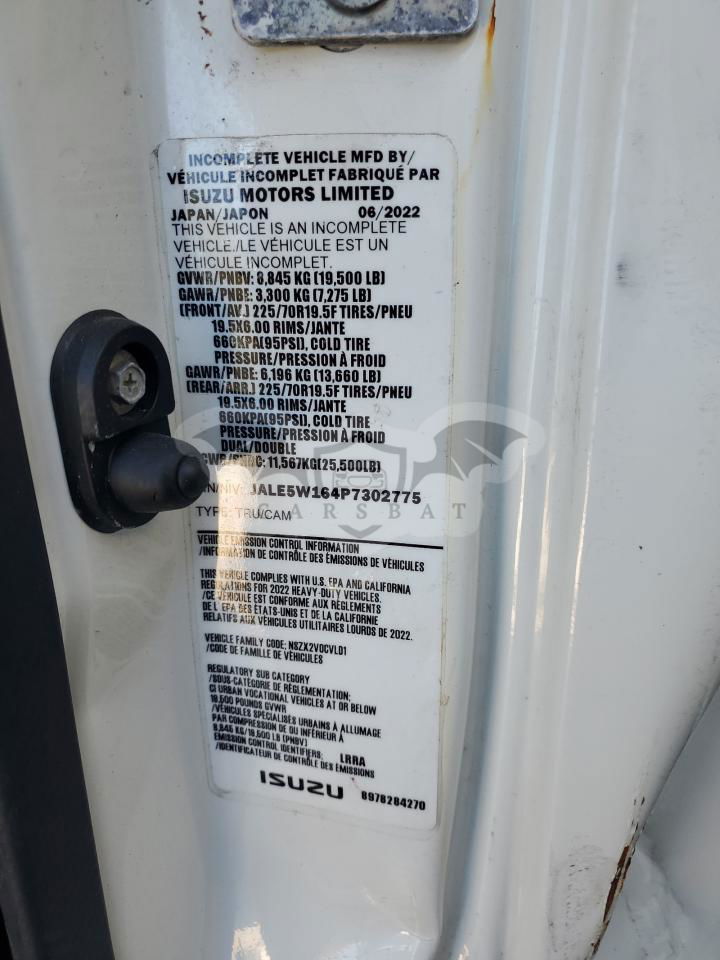 INCOMPLETE VEHICLE MFD BY/
VÉHICULE INCOMPLET FABRIQUÉ PAR
ISUZU MOTORS LIMITED
JAPAN/JAPON 06/2022
THIS VEHICLE IS AN INCOMPLETE
VEHICLE./LE VÉHICULE EST UN
VÉHICULE INCOMPLET.
GVWR/PNBV: 8,845 KG (19,500 LB)
GAWR/PNBE: 3,300 KG (7,275 LB)
(FRONT/AV.) 225/70R19.5F TIRES/PNEU
19.5X6.00 RIMS/JANTE
660KPA(95PSI), COLD TIRE
PRESSURE/PRESSION À FROID
GAWR/PNBE: 6,196 KG (13,660 LB)
(REAR/ARR.) 225/70R19.5F TIRES/PNEU
19.5X6.00 RIMS/JANTE
660KPA(95PSI), COLD TIRE
PRESSURE/PRESSION À FROID
DUAL/DOUBLE
11,567KG(25,500LB)
JALE5W164P7302775
TYPE: TRU/CAM
CARSBAT
VEHICLE EMISSION CONTROL INFORMATION
/INFORMATION DE CONTRÔLE DES ÉMISSIONS DE VÉHICULES
THIS VEHICLE COMPLIES WITH U.S. EPA AND CALIFORNIA
REGULATIONS FOR 2022 HEAVY-DUTY VEHICLES.
/CE VÉHICULE EST CONFORME AUX RÈGLEMENTS
DE L'EPA DES ÉTATS-UNIS ET DE LA CALIFORNIE
RELATIFS AUX VÉHICULES UTILITAIRES LOURDS DE 2022.
VEHICLE FAMILY CODE: NSZX2VOCVLD1
/CODE DE FAMILLE DE VÉHICULES
REGULATORY SUB CATEGORY
/SOUS-CATÉGORIE DE RÉGLEMENTATION:
CI URBAN VOCATIONAL VEHICLES AT OR BELOW
19,500 POUNDS GVWR
/VÉHICULES SPÉCIALISÉS URBAINS À ALLUMAGE
PAR COMPRESSION DE OU INFÉRIEUR À
8,845 KG/19,500 LB (PNBV)
EMISSION CONTROL IDENTIFIERS: LRRA
/IDENTIFICATEUR DE CONTRÔLE DES ÉMISSIONS
ISUZU 8978284270